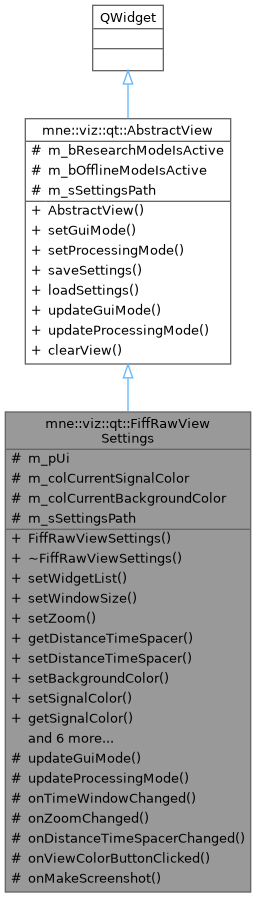 QWidget
mne::viz::qt::AbstractView
# m_bResearchModeIsActive
# m_bOfflineModeIsActive
# m_sSettingsPath
+ AbstractView()
+ setGuiMode()
+ setProcessingMode()
+ saveSettings()
+ loadSettings()
+ updateGuiMode()
+ updateProcessingMode()
+ clearView()
mne::viz::qt::FiffRawView
Settings
# m_pUi
# m_colCurrentSignalColor
# m_colCurrentBackgroundColor
# m_sSettingsPath
+ FiffRawViewSettings()
+ ~FiffRawViewSettings()
+ setWidgetList()
+ setWindowSize()
+ setZoom()
+ getDistanceTimeSpacer()
+ setDistanceTimeSpacer()
+ setBackgroundColor()
+ setSignalColor()
+ getSignalColor()
and 6 more...
# updateGuiMode()
# updateProcessingMode()
# onTimeWindowChanged()
# onZoomChanged()
# onDistanceTimeSpacerChanged()
# onViewColorButtonClicked()
# onMakeScreenshot()